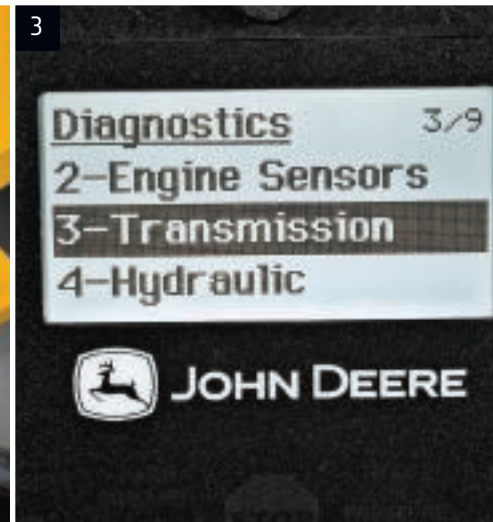 3
Diagnostics 3/9
2-Engine Sensors
3-Transmission
4-Hydraulic
JOHN DEERE